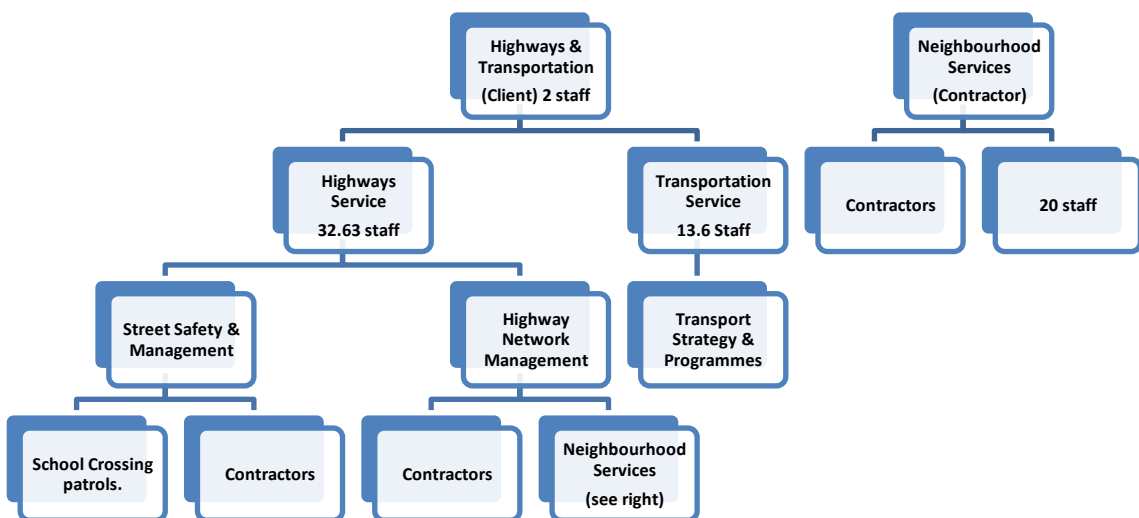 Highways &
Transportation
(Client) 2 staff
Neighbourhood
Services
(Contractor)
Highways
Service
32.63 staff
Transportation
Service
13.6 Staff
Contractors
20 staff
Street Safety &
Management
Highway
Network
Management
Transport
Strategy &
Programmes
School Crossing
patrols.
Contractors
Contractors
Neighbourhood
Services
(see right)